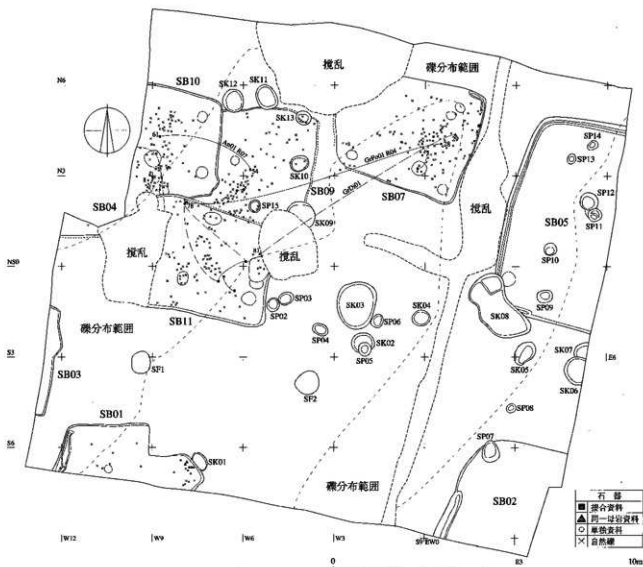 N6
N3
NS0
S3
S6
攪乱
礫分布範囲
SB10
SK12
SK11
SK13
SK10
SP15
SB09
SK09
SB04
SB07
攪乱
SP14
SP13
SP12
SP11
SB05
SP10
SP09
攪乱
攪乱
SB11
SP02
SP03
SK03
SP06
SK04
SP04
SK02
SP05
SK08
SK05
SK07
SK06
E6
礫分布範囲
SB03
SF1
SF2
SB01
SK01
SP08
SP07
SB02
礫分布範囲
W12
W9
W6
W3
E3
0
10m
石器
接合資料
同一母岩資料
単独資料
自然礫